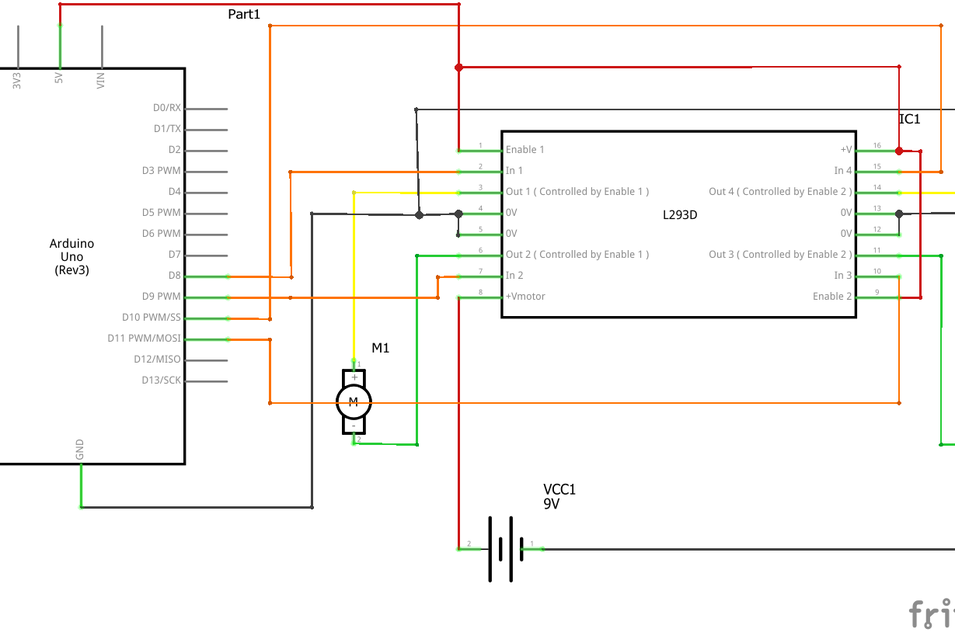 Part1
3V3
5V
VIN
D0/RX
D1/TX
D2
D3 PWM
D4
D5 PWM
D6 PWM
D7
D8
D9 PWM
D10 PWM/SS
D11 PWM/MOSI
D12/MISO
D13/SCK
Arduino
Uno
(Rev3)
GND
IC1
1 Enable 1
2 In 1
3 Out 1 ( Controlled by Enable 1 )
4 0V
5 0V
6 Out 2 ( Controlled by Enable 1 )
7 In 2
8 +Vmotor
L293D
+V 16
In 4 15
Out 4 ( Controlled by Enable 2 ) 14
0V 13
0V 12
Out 3 ( Controlled by Enable 2 ) 11
In 3 10
Enable 2 9
M1
1
+
M
-
2
VCC1
9V
2
1
fri